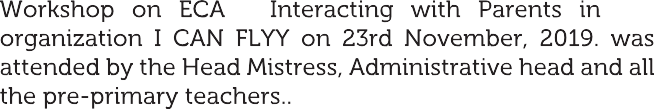 Workshop on ECA Interacting with Parents in
organization I CAN FLYY on 23rd November, 2019. was
attended by the Head Mistress, Administrative head and all
the pre-primary teachers..